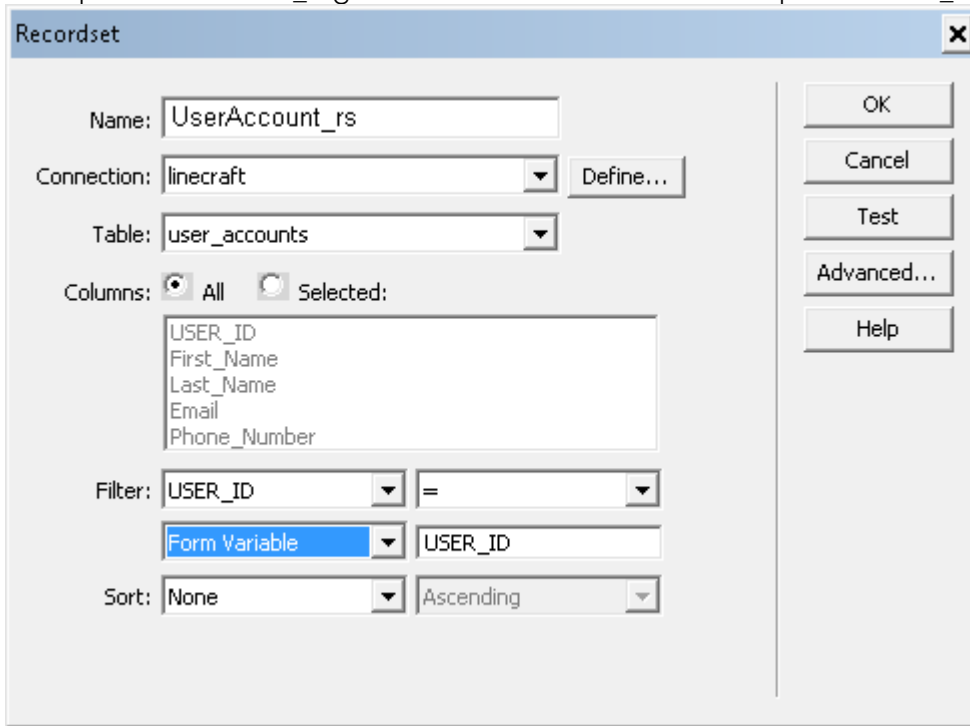 Recordset
Name: UserAccount_rs
OK
Connection: linecraft Define...
Cancel
Table: user_accounts
Test
Columns: All Selected:
Advanced...
USER_ID
First_Name
Last_Name
Email
Phone_Number
Help
Filter: USER_ID =
Form Variable USER_ID
Sort: None Ascending